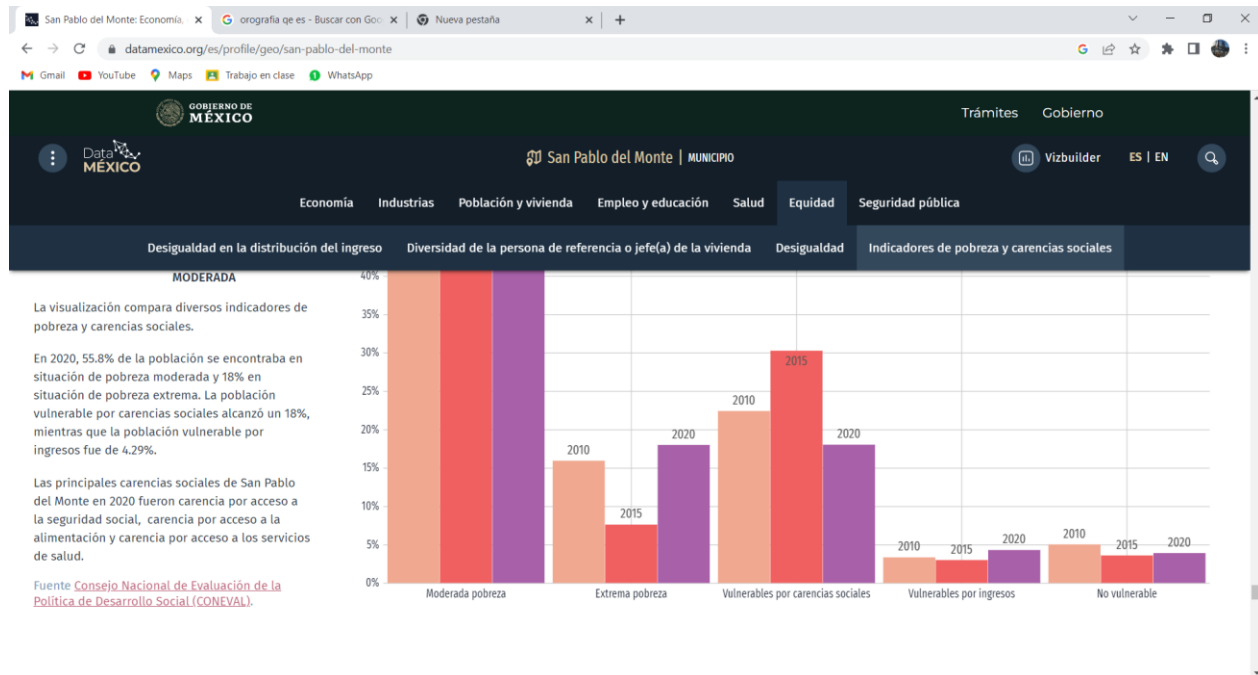 San Pablo del Monte: Economía,
orografia qe es - Buscar con Goo
Nueva pestaña
datamexico.org/es/profile/geo/san-pablo-del-monte
Gmail YouTube Maps Trabajo en clase WhatsApp
GOBIERNO DE
MÉXICO
Trámites Gobierno
Data
MÉXICO
San Pablo del Monte | MUNICIPIO
Vizbuilder ES | EN
Economía Industrias Población y vivienda Empleo y educación Salud Equidad Seguridad pública
Desigualdad en la distribución del ingreso Diversidad de la persona de referencia o jefe(a) de la vivienda Desigualdad Indicadores de pobreza y carencias sociales
MODERADA
La visualización compara diversos indicadores de
pobreza y carencias sociales.
En 2020, 55.8% de la población se encontraba en
situación de pobreza moderada y 18% en
situación de pobreza extrema. La población
vulnerable por carencias sociales alcanzó un 18%,
mientras que la población vulnerable por
ingresos fue de 4.29%.
Las principales carencias sociales de San Pablo
del Monte en 2020 fueron carencia por acceso a
la seguridad social, carencia por acceso a la
alimentación y carencia por acceso a los servicios
de salud.
Fuente Consejo Nacional de Evaluación de la
Política de Desarrollo Social (CONEVAL).
40%
35%
30%
25%
20%
15%
10%
5%
0%
2010 2015 2020
2010 2015 2020
2010 2015 2020
2010 2015 2020
Moderada pobreza Extrema pobreza Vulnerables por carencias sociales Vulnerables por ingresos No vulnerable